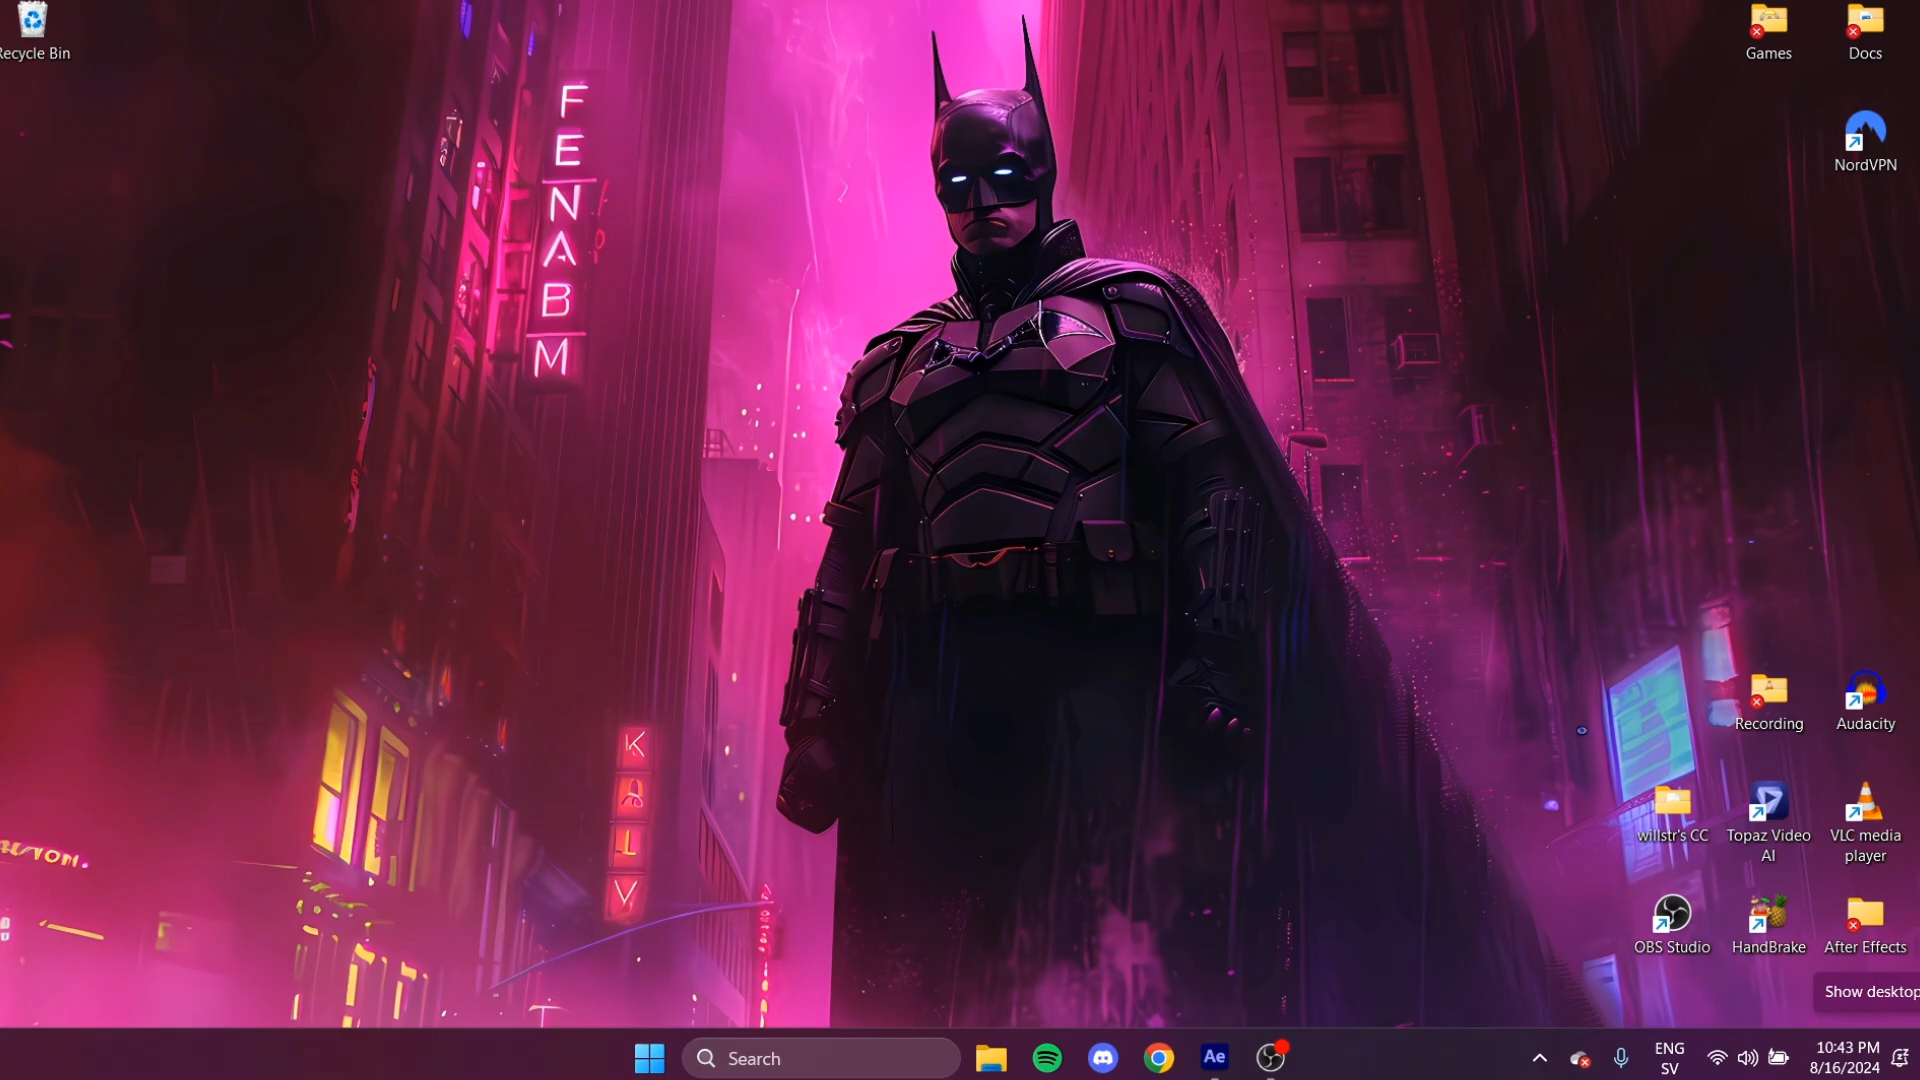 Recycle Bin
Games
Docs
NordVPN
FENABM
KALV
Recording
Audacity
willstr's CC
Topaz Video
AI
VLC media
player
OBS Studio
HandBrake
After Effects
Show desktop
Search
Ae
ENG
SV
10:43 PM
8/16/2024